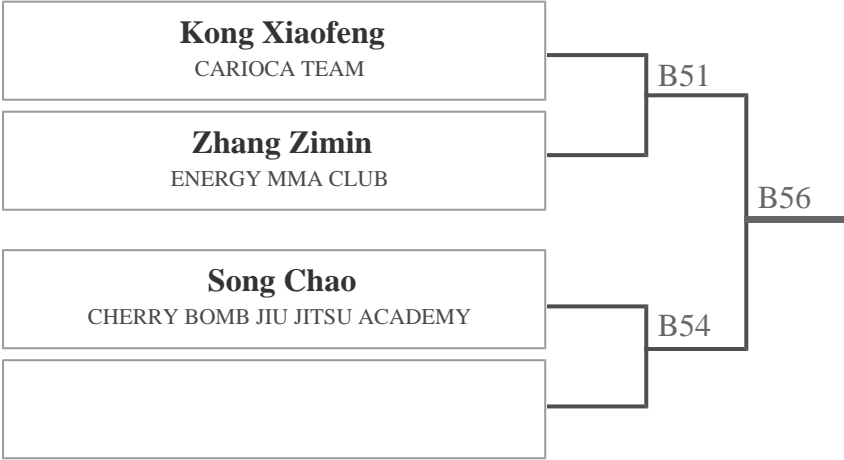 Kong Xiaofeng
CARIOCA TEAM
B51
Zhang Zimin
ENERGY MMA CLUB
B56
Song Chao
CHERRY BOMB JIU JITSU ACADEMY
B54